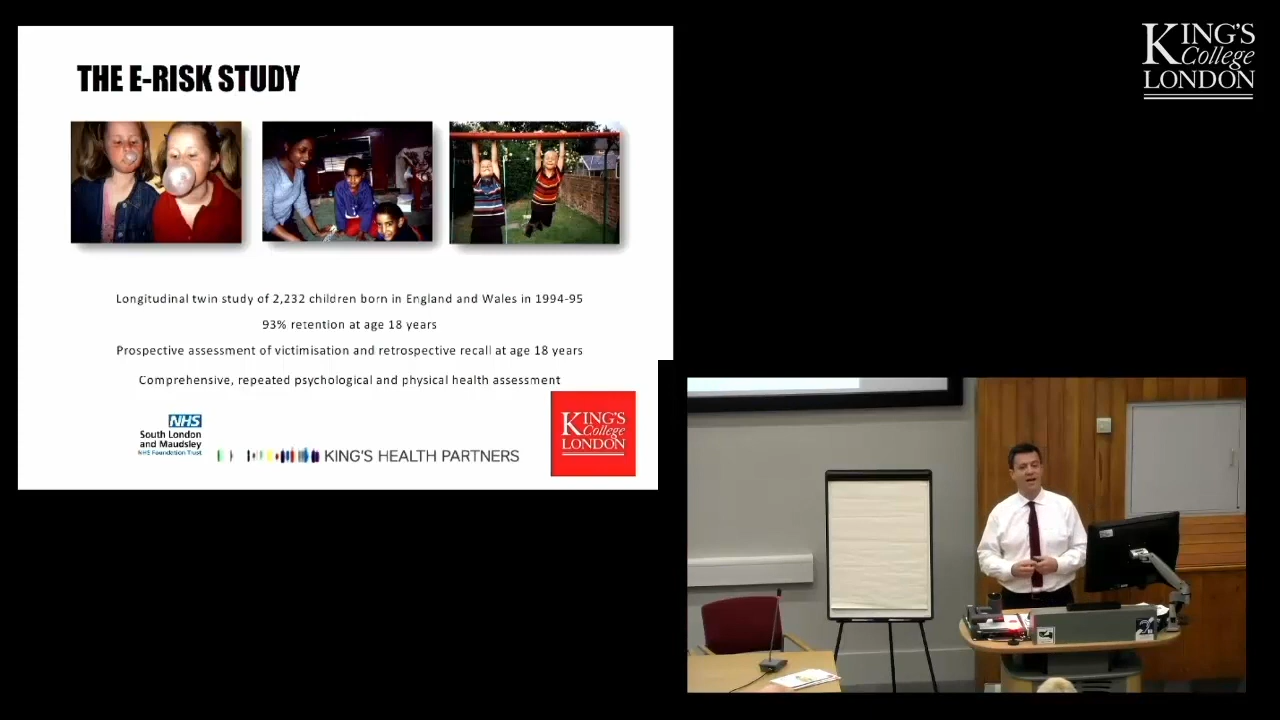 THE E-RISK STUDY
Longitudinal twin study of 2,232 children born in England and Wales in 1994-95
93% retention at age 18 years
Prospective assessment of victimisation and retrospective recall at age 18 years
Comprehensive, repeated psychological and physical health assessment
NHS
South London
and Maudsley
NHS Foundation Trust
KING'S HEALTH PARTNERS
KING'S
College
LONDON
KING'S
College
LONDON